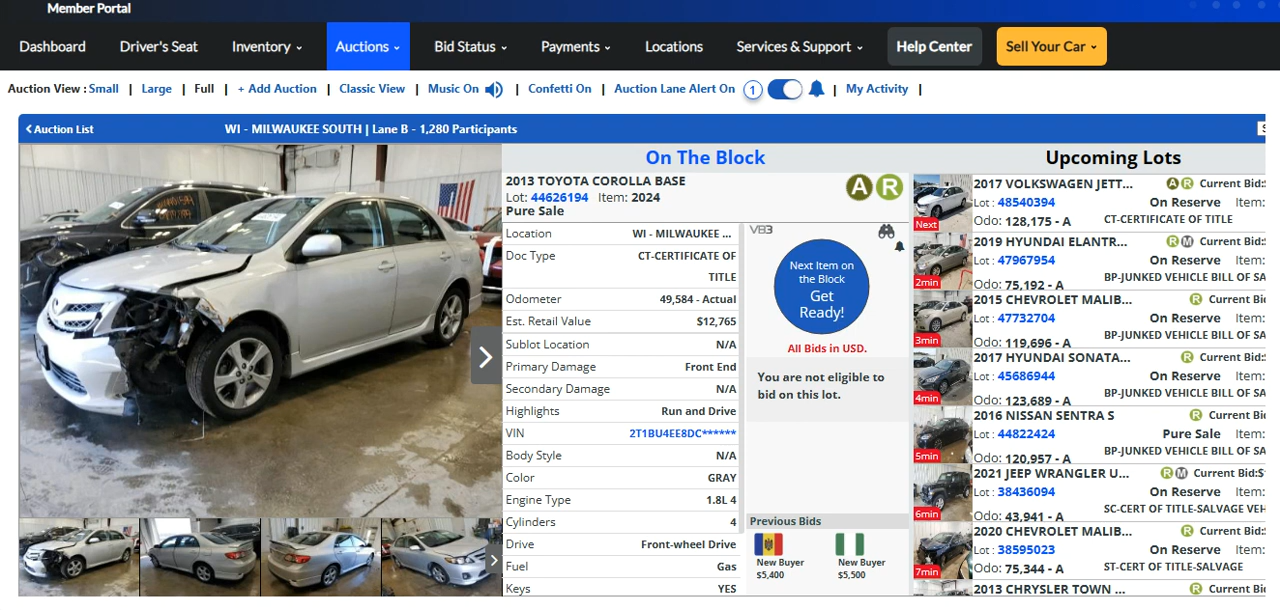 Member Portal
Dashboard Driver's Seat Inventory Auctions Bid Status Payments Locations Services & Support Help Center Sell Your Car
Auction View : Small | Large | Full | + Add Auction | Classic View | Music On | Confetti On | Auction Lane Alert On 1 | My Activity |
Auction List WI - MILWAUKEE SOUTH | Lane B - 1,280 Participants
On The Block
2013 TOYOTA COROLLA BASE
Lot: 44626194 Item: 2024
Pure Sale
A R
Location WI - MILWAUKEE ...
Doc Type CT-CERTIFICATE OF
TITLE
Odometer 49,584 - Actual
Est. Retail Value $12,765
Sublot Location N/A
Primary Damage Front End
Secondary Damage N/A
Highlights Run and Drive
VIN 2T1BU4EE8DC******
Body Style N/A
Color GRAY
Engine Type 1.8L 4
Cylinders 4
Drive Front-wheel Drive
Fuel Gas
Keys YES
VB3
Next Item on
the Block
Get
Ready!
All Bids in USD.
You are not eligible to
bid on this lot.
Previous Bids
New Buyer
$5,400
New Buyer
$5,500
Upcoming Lots
2017 VOLKSWAGEN JETT... A R Current Bid:
Lot : 48540394 On Reserve Item:
Next Odo: 128,175 - A CT-CERTIFICATE OF TITLE
2019 HYUNDAI ELANTR... R M Current Bid:
Lot : 47967954 On Reserve Item:
2min Odo: 75,192 - A BP-JUNKED VEHICLE BILL OF SA
2015 CHEVROLET MALIB... R Current Bi
Lot : 47732704 On Reserve Item:
3min Odo: 119,696 - A BP-JUNKED VEHICLE BILL OF SA
2017 HYUNDAI SONATA... R Current Bid:
Lot : 45686944 On Reserve Item:
4min Odo: 123,689 - A BP-JUNKED VEHICLE BILL OF SA
2016 NISSAN SENTRA S R Current Bi
Lot : 44822424 Pure Sale Item:
5min Odo: 120,957 - A BP-JUNKED VEHICLE BILL OF SA
2021 JEEP WRANGLER U... R M Current Bid:$
Lot : 38436094 On Reserve Item:
6min Odo: 43,941 - A SC-CERT OF TITLE-SALVAGE VEH
2020 CHEVROLET MALIB... R Current Bid:
Lot : 38595023 On Reserve Item:
7min Odo: 75,344 - A ST-CERT OF TITLE-SALVAGE
2013 CHRYSLER TOWN ... R Current Bi